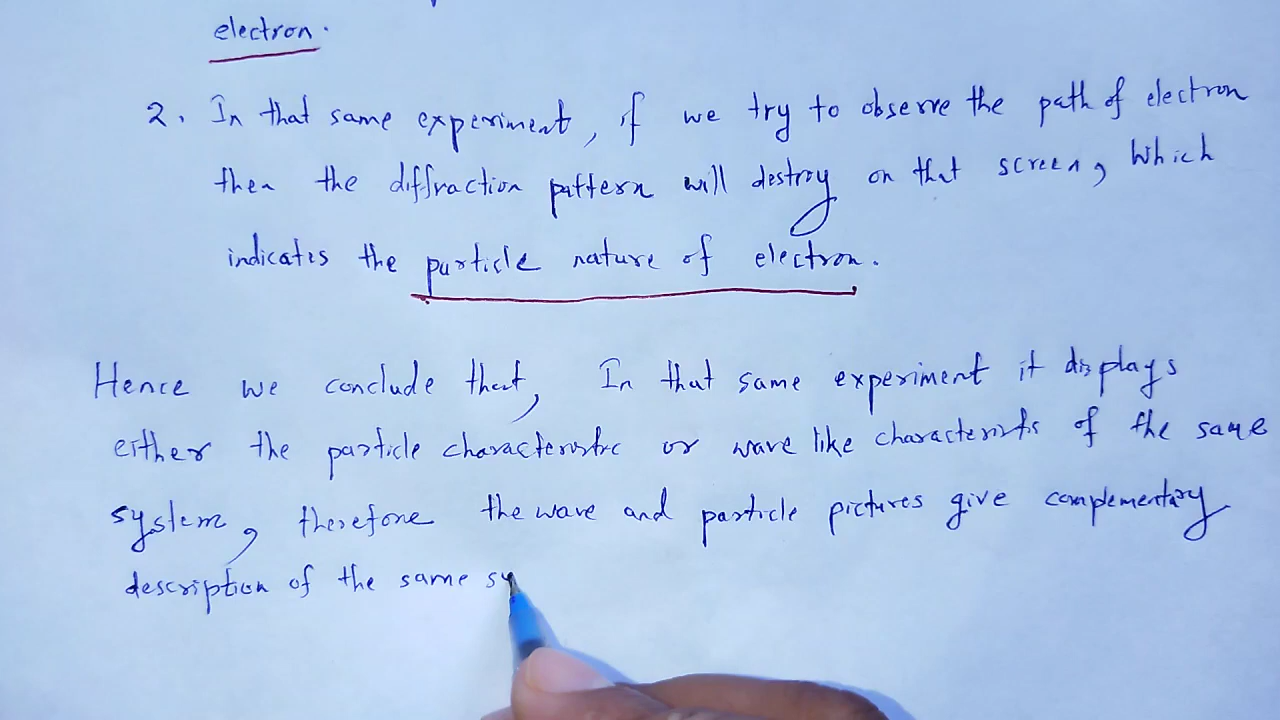 electron.
2. In that same experiment, if we try to observe the path of electron
then the diffraction pattern will destroy on that screen, which
indicates the particle nature of electron.
Hence we conclude that, In that same experiment it displays
either the particle characteristic or wave like characteristics of the same
system, therefore the wave and particle pictures give complementary
description of the same sy